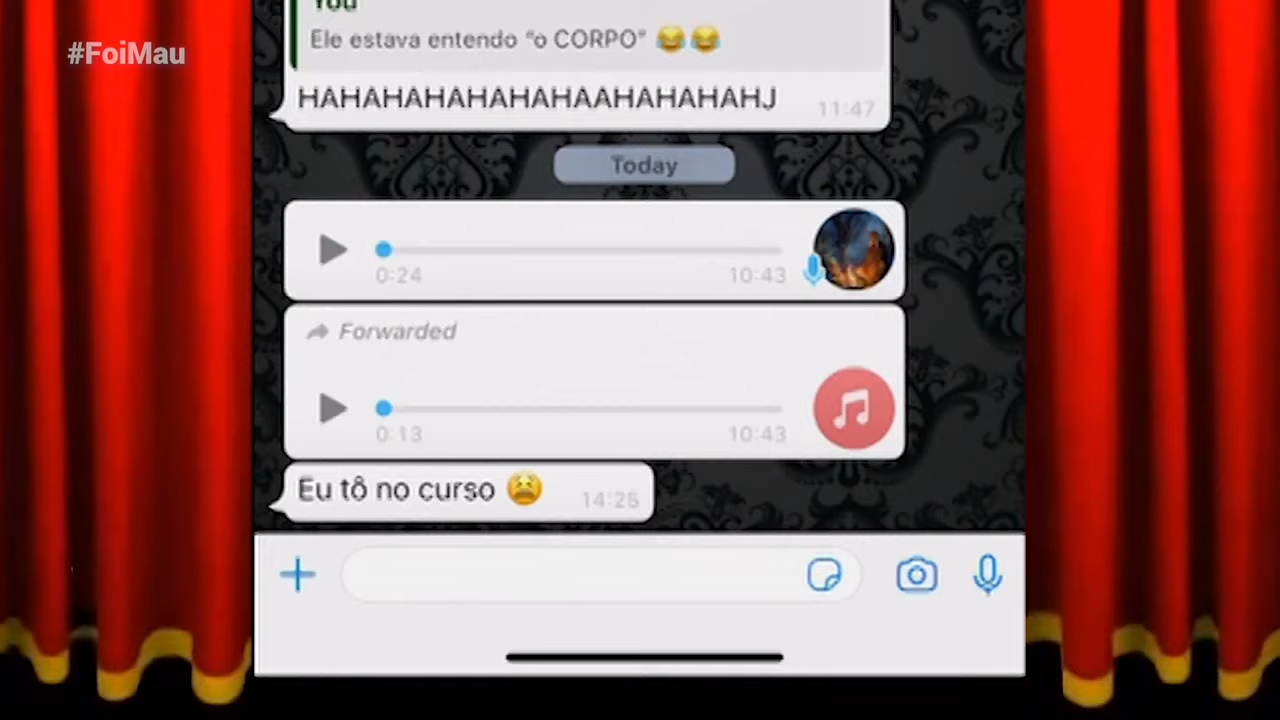 #FoiMau
You
Ele estava entendo “o CORPO” 😂😂
HAHAHAHAHAHAHAAHAHAHAHJ
11:47
Today
0:24 10:43
Forwarded
0:13 10:43
Eu tô no curso 😫 14:25